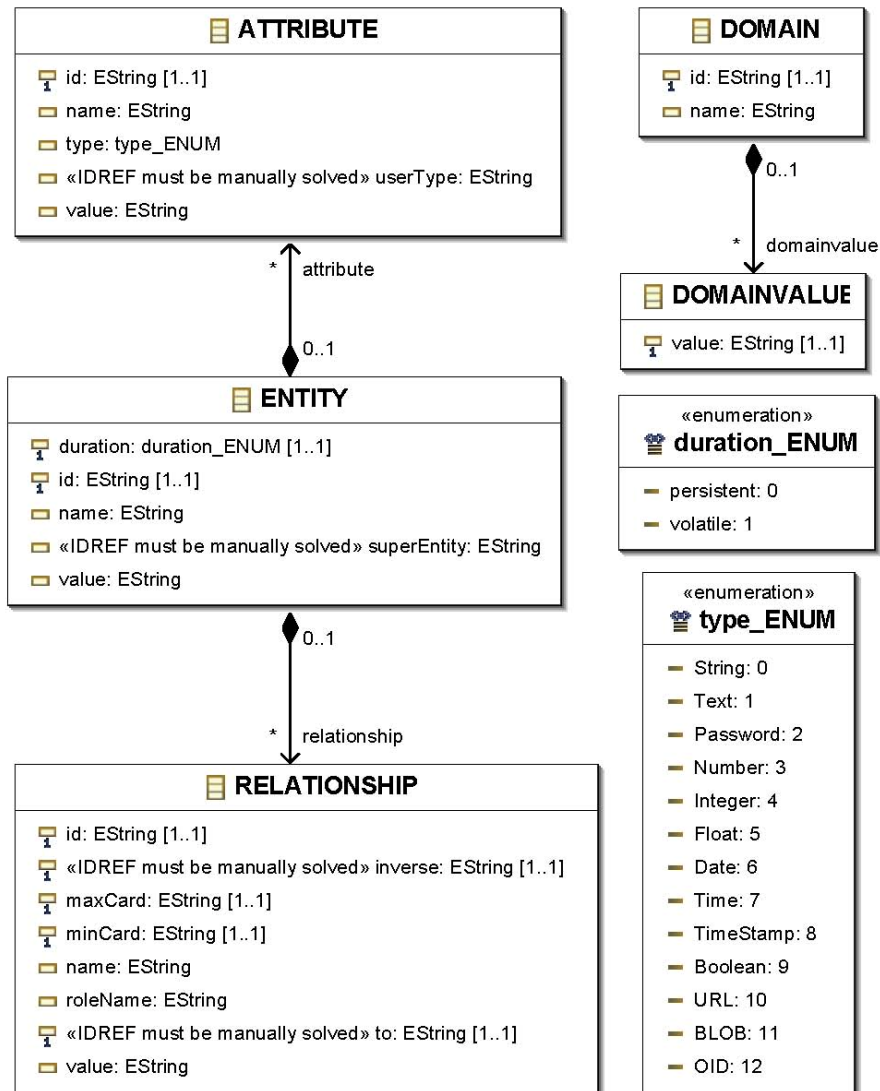 ATTRIBUTE
id: EString [1..1]
name: EString
type: type_ENUM
«IDREF must be manually solved» userType: EString
value: EString
* attribute
0..1
ENTITY
duration: duration_ENUM [1..1]
id: EString [1..1]
name: EString
«IDREF must be manually solved» superEntity: EString
value: EString
0..1
* relationship
RELATIONSHIP
id: EString [1..1]
«IDREF must be manually solved» inverse: EString [1..1]
maxCard: EString [1..1]
minCard: EString [1..1]
name: EString
roleName: EString
«IDREF must be manually solved» to: EString [1..1]
value: EString
DOMAIN
id: EString [1..1]
name: EString
0..1
* domainvalue
DOMAINVALUE
value: EString [1..1]
«enumeration»
duration_ENUM
persistent: 0
volatile: 1
«enumeration»
type_ENUM
String: 0
Text: 1
Password: 2
Number: 3
Integer: 4
Float: 5
Date: 6
Time: 7
TimeStamp: 8
Boolean: 9
URL: 10
BLOB: 11
OID: 12